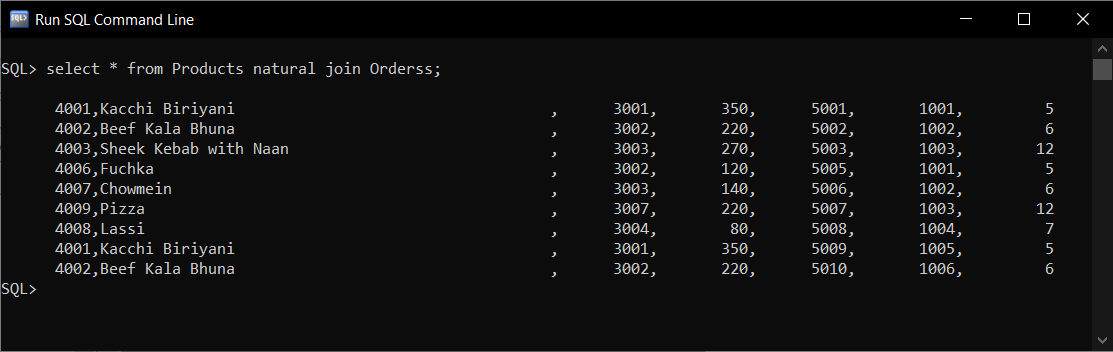 SQL> Run SQL Command Line
SQL> select * from Products natural join Orderss;
4001,Kacchi Biriyani , 3001, 350, 5001, 1001, 5
4002,Beef Kala Bhuna , 3002, 220, 5002, 1002, 6
4003,Sheek Kebab with Naan , 3003, 270, 5003, 1003, 12
4006,Fuchka , 3002, 120, 5005, 1001, 5
4007,Chowmein , 3003, 140, 5006, 1002, 6
4009,Pizza , 3007, 220, 5007, 1003, 12
4008,Lassi , 3004, 80, 5008, 1004, 7
4001,Kacchi Biriyani , 3001, 350, 5009, 1005, 5
4002,Beef Kala Bhuna , 3002, 220, 5010, 1006, 6
SQL>